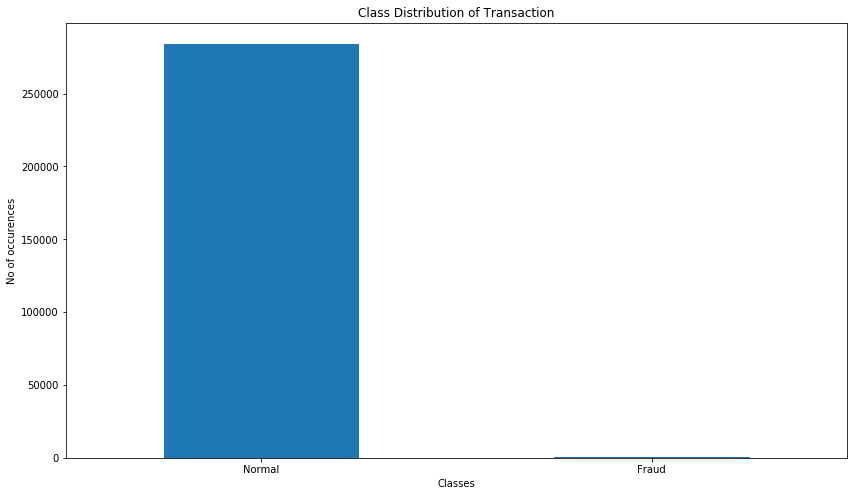 Class Distribution of Transaction
No of occurences
250000
200000
150000
100000
50000
0
Normal
Fraud
Classes